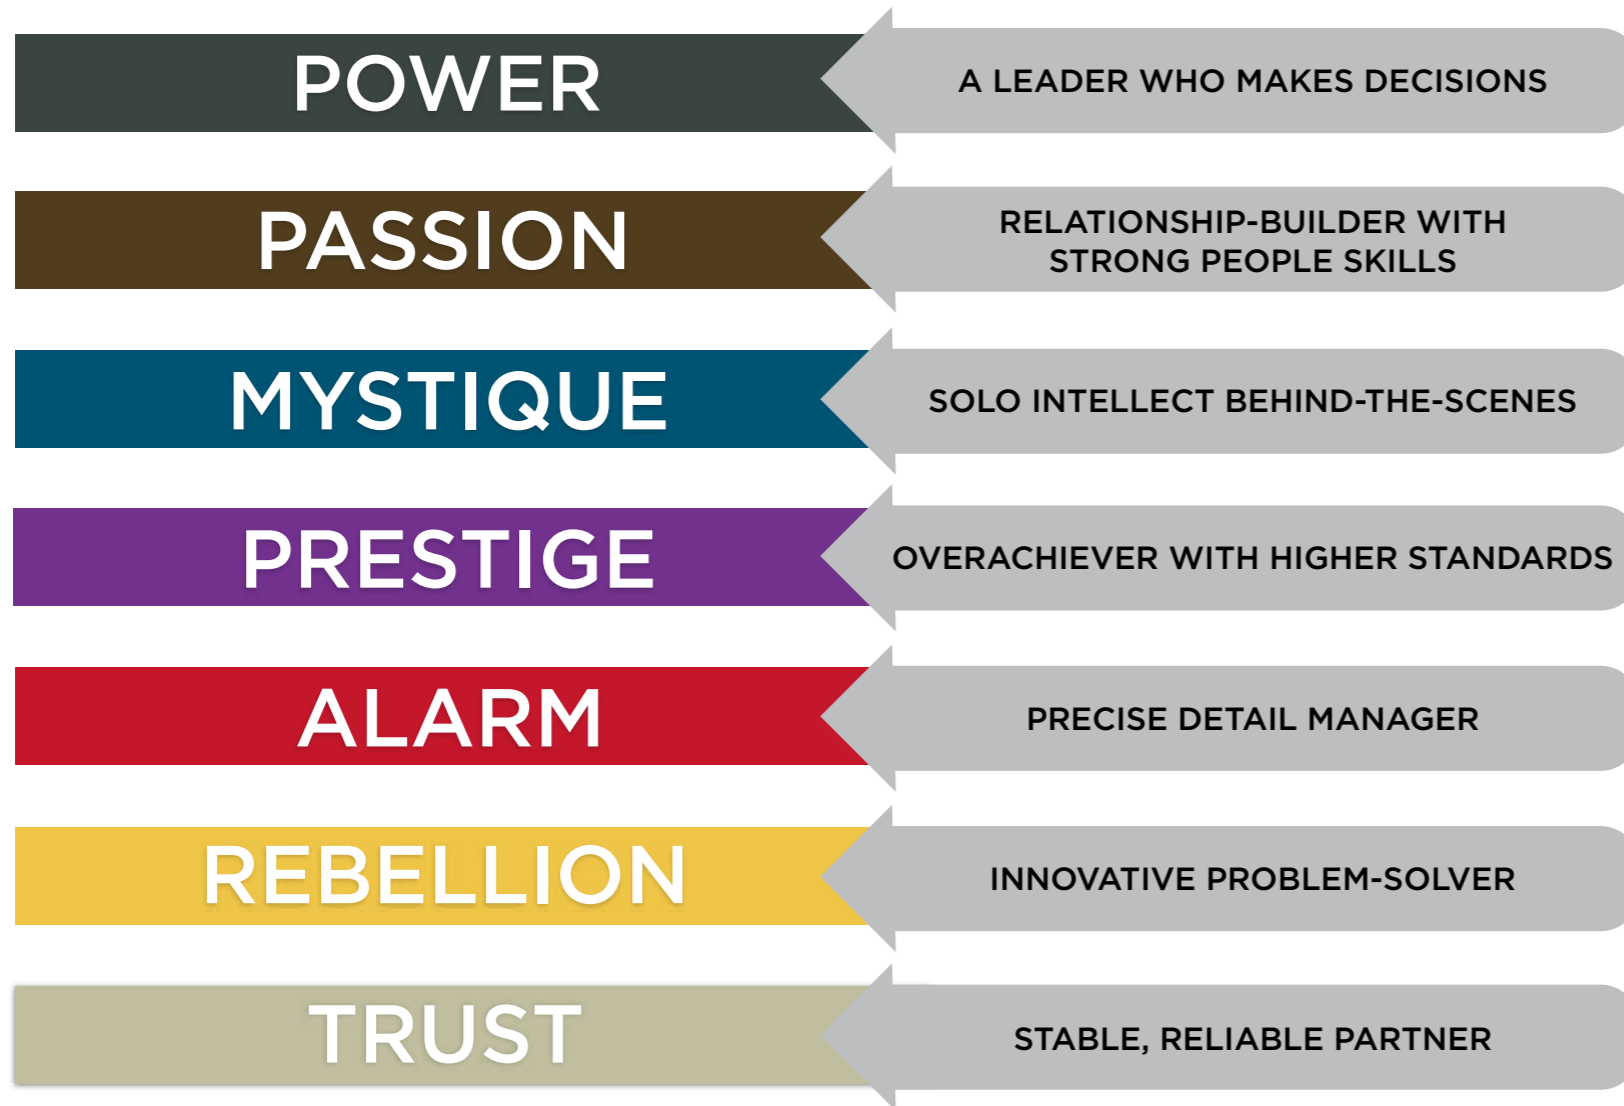 POWER
A LEADER WHO MAKES DECISIONS
PASSION
RELATIONSHIP-BUILDER WITH
STRONG PEOPLE SKILLS
MYSTIQUE
SOLO INTELLECT BEHIND-THE-SCENES
PRESTIGE
OVERACHIEVER WITH HIGHER STANDARDS
ALARM
PRECISE DETAIL MANAGER
REBELLION
INNOVATIVE PROBLEM-SOLVER
TRUST
STABLE, RELIABLE PARTNER